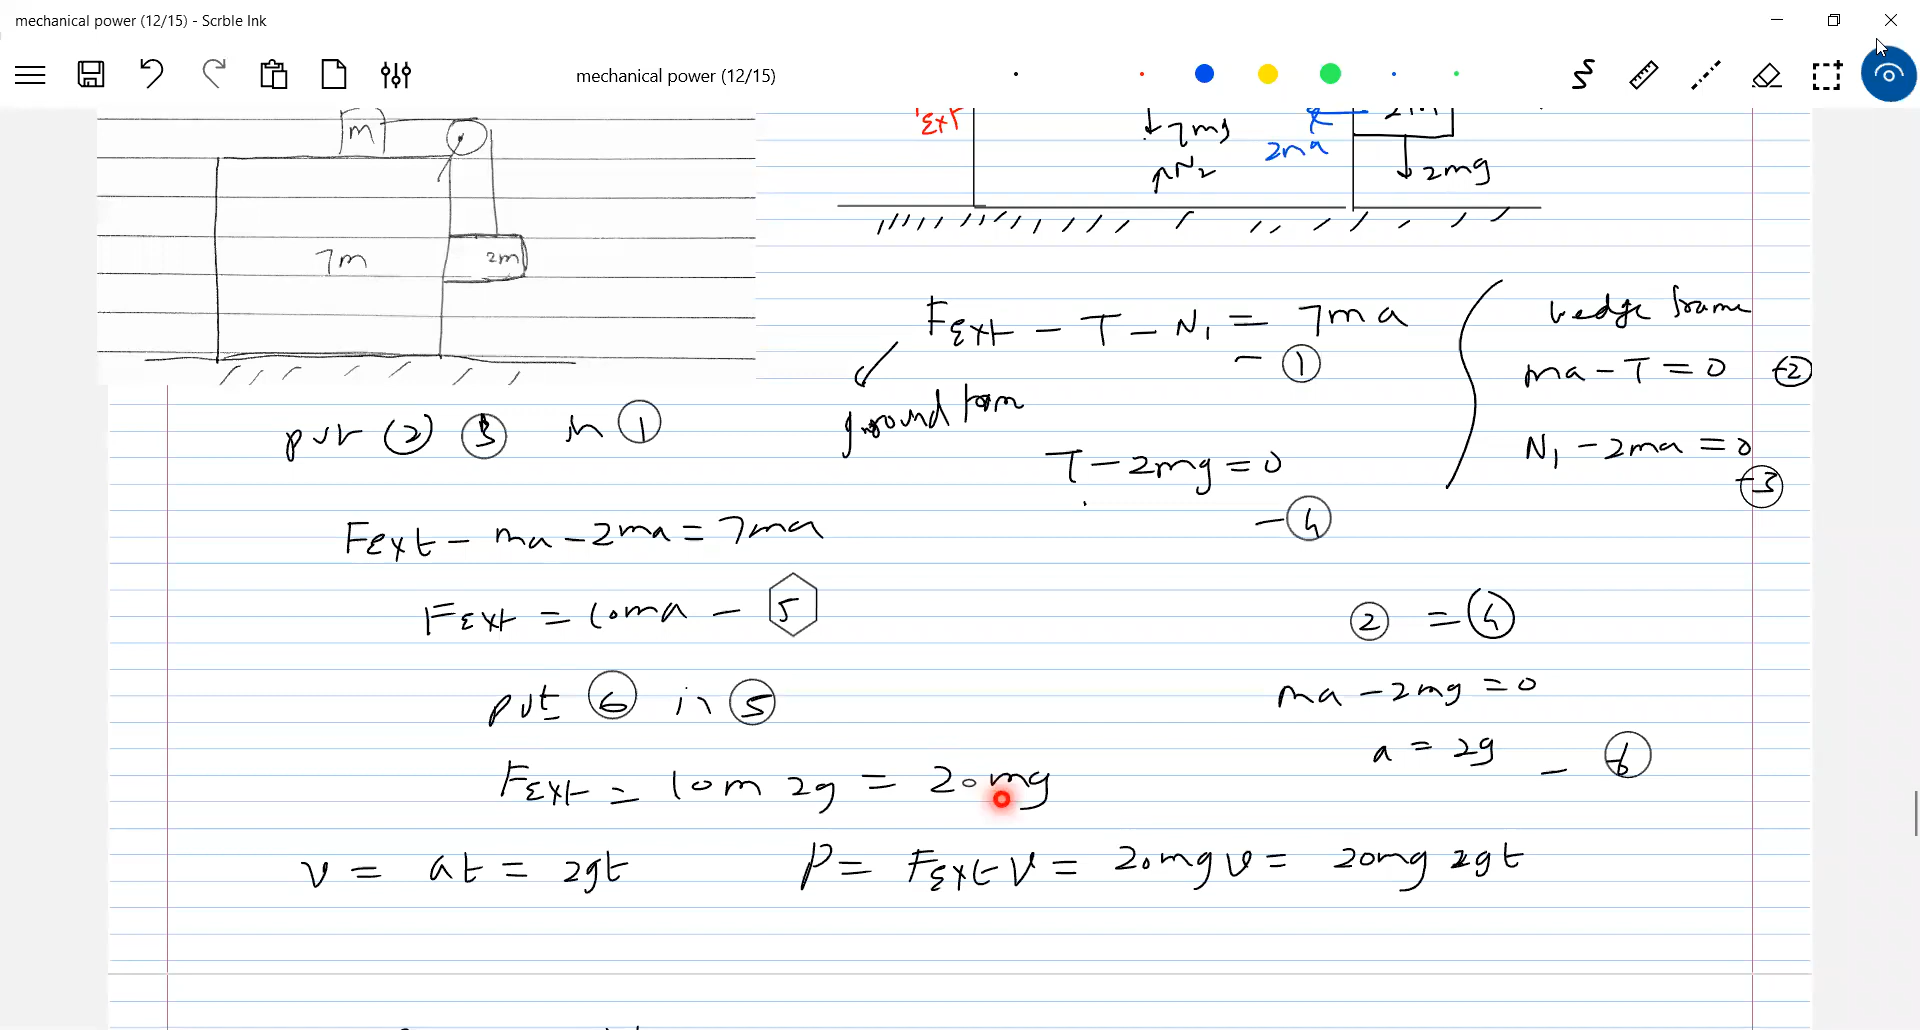 mechanical power (12/15) - Scrble Ink
mechanical power (12/15)
m
7m
2m
Ext
7mg
N2
2ma
2m
2mg
FExt - T - N1 = 7ma
- 1
ground
wedge frame
ma - T = 0 -2
N1 - 2ma = 0
-3
T - 2mg = 0
- 4
put (2) 3 in 1
FExt - ma - 2ma = 7ma
FExt = 10ma - 5
2 = 4
ma - 2mg = 0
a = 2g - 6
put 6 in 5
FExt = 10m 2g = 20mg
v = at = 2gt P = FExt V = 20mgv = 20mg 2gt